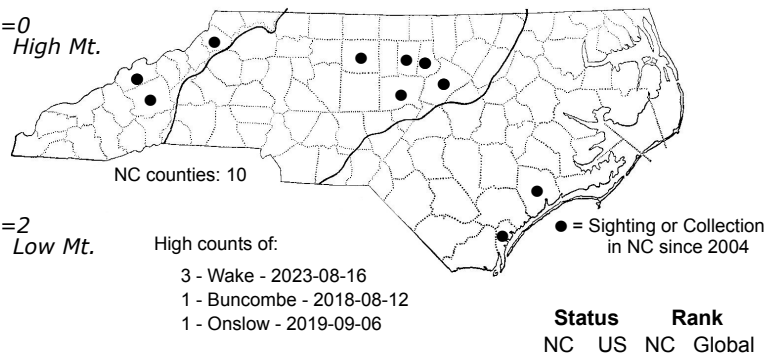 =0
High Mt.
NC counties: 10
=2
Low Mt.
High counts of:
3 - Wake - 2023-08-16
1 - Buncombe - 2018-08-12
1 - Onslow - 2019-09-06
= Sighting or Collection
in NC since 2004
Status Rank
NC US NC Global